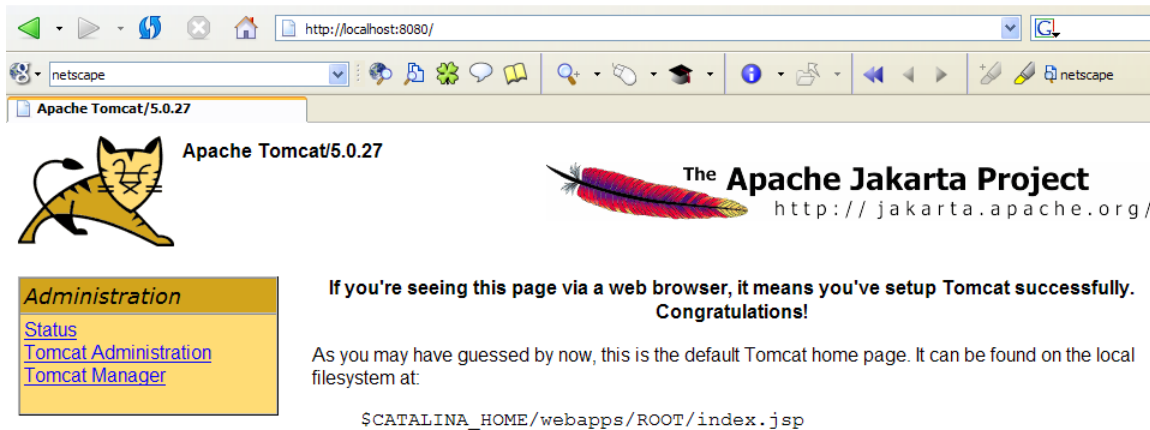 http://localhost:8080/
G
netscape
netscape
Apache Tomcat/5.0.27
Apache Tomcat/5.0.27
The Apache Jakarta Project
http://jakarta.apache.org/
Administration
Status
Tomcat Administration
Tomcat Manager
If you're seeing this page via a web browser, it means you've setup Tomcat successfully.
Congratulations!
As you may have guessed by now, this is the default Tomcat home page. It can be found on the local
filesystem at:
$CATALINA_HOME/webapps/ROOT/index.jsp